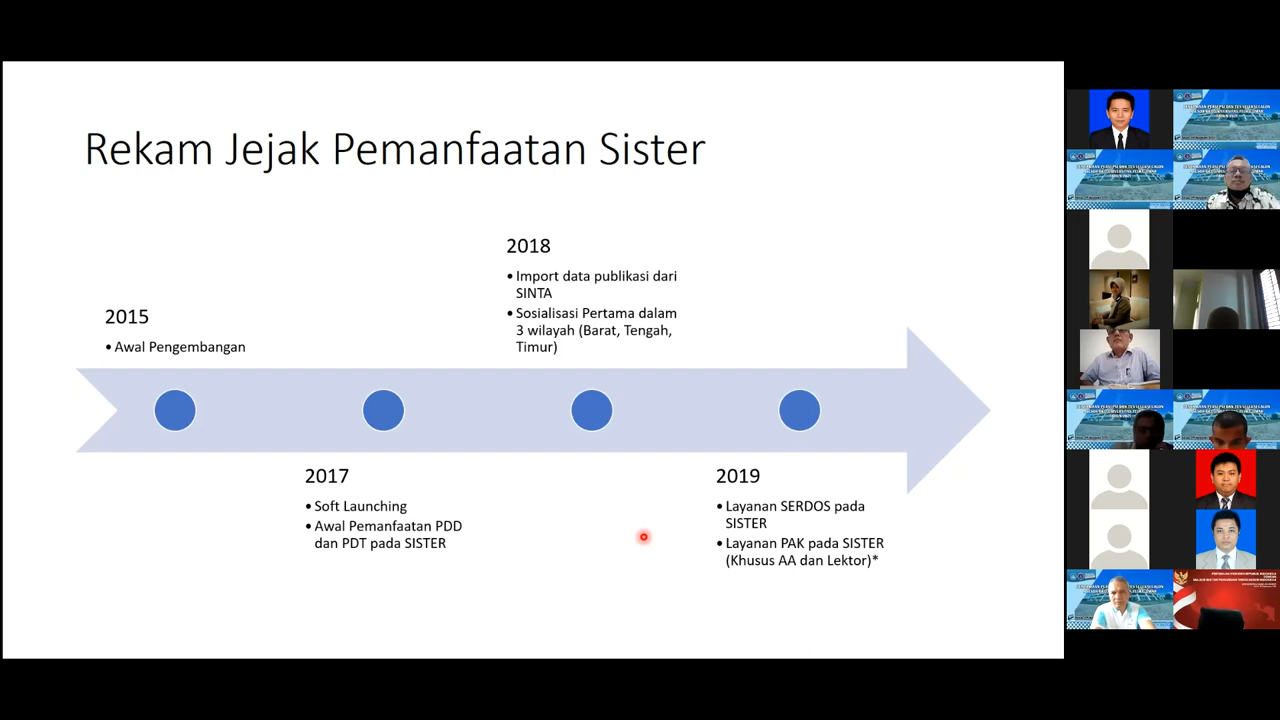 Rekam Jejak Pemanfaatan Sister
2015
• Awal Pengembangan
2017
• Soft Launching
• Awal Pemanfaatan PDD
dan PDT pada SISTER
2018
• Import data publikasi dari
SINTA
• Sosialisasi Pertama dalam
3 wilayah (Barat, Tengah,
Timur)
2019
• Layanan SERDOS pada
SISTER
• Layanan PAK pada SISTER
(Khusus AA dan Lektor)*